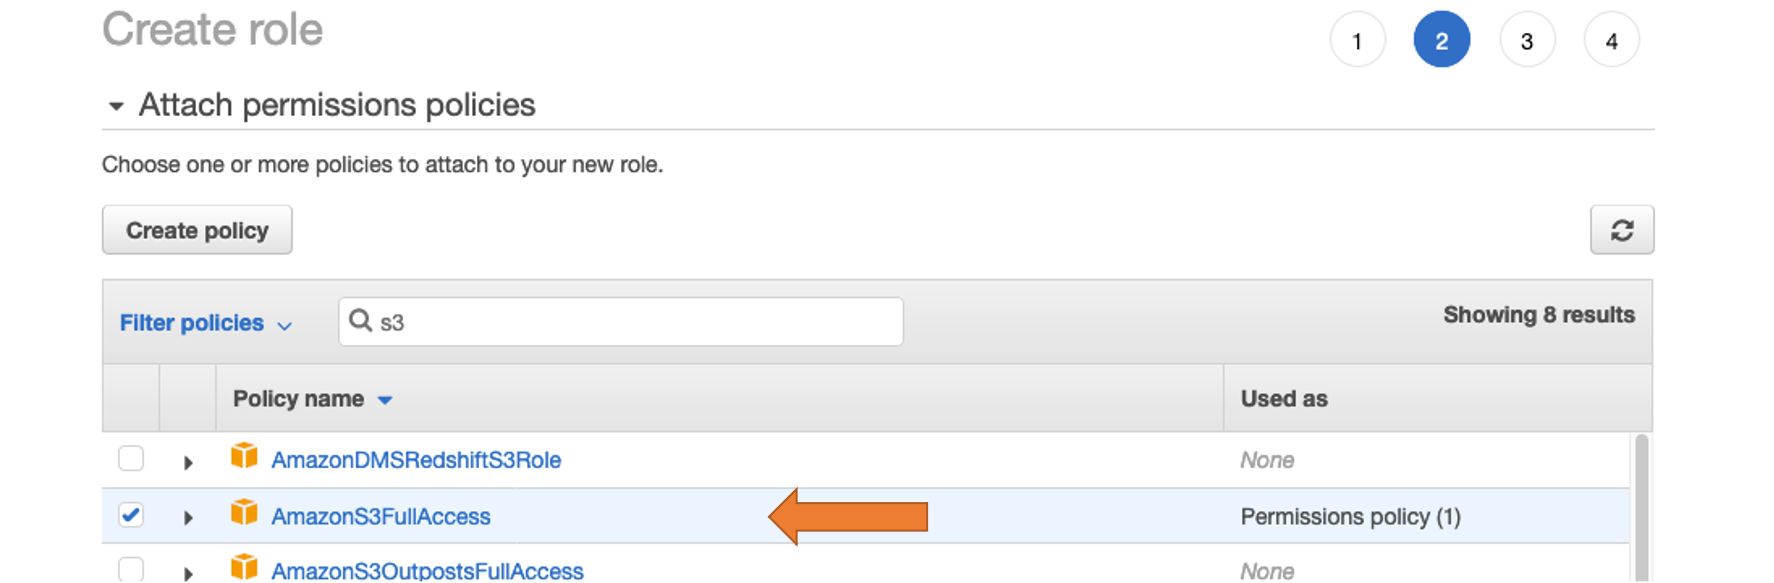 Create role
1 2 3 4
Attach permissions policies
Choose one or more policies to attach to your new role.
Create policy
Filter policies s3 Showing 8 results
Policy name Used as
AmazonDMSRedshiftS3Role None
AmazonS3FullAccess Permissions policy (1)
AmazonS3OutpostsFullAccess None